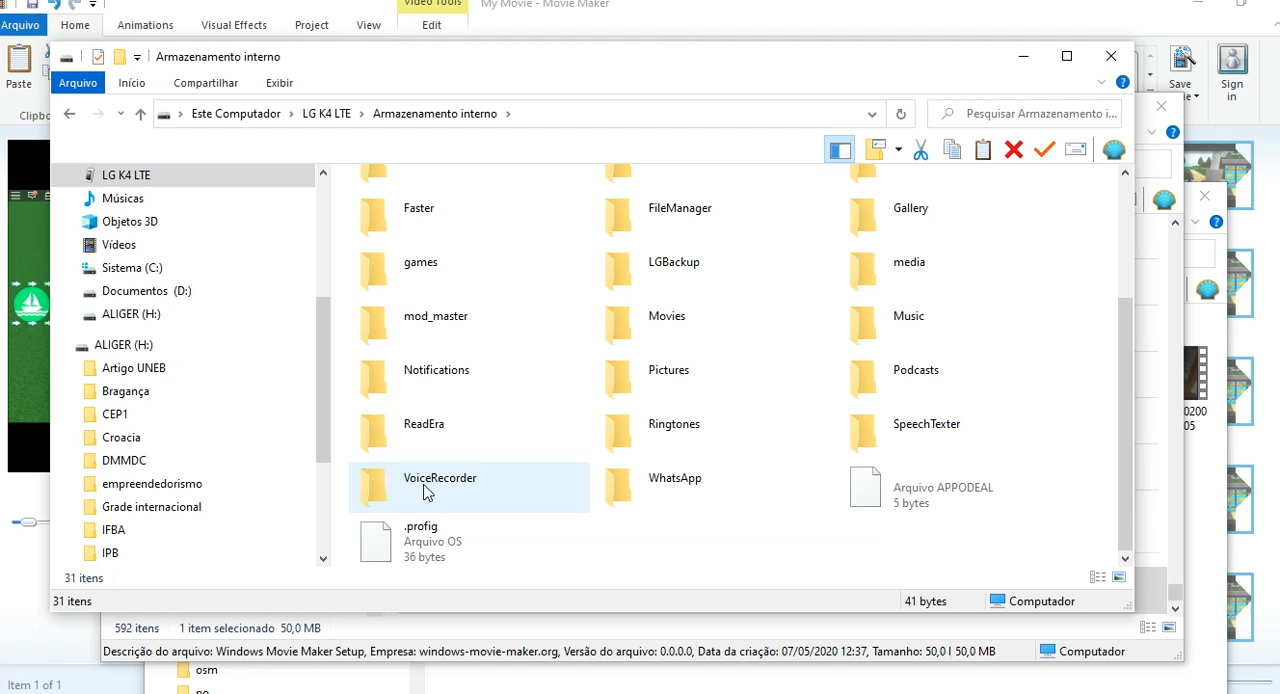 Video Tools
My Movie - Movie Maker
Arquivo
Home
Animations
Visual Effects
Project
View
Edit
Paste
Save
Sign
in
Armazenamento interno
Arquivo
Início
Compartilhar
Exibir
Este Computador
LG K4 LTE
Armazenamento interno
Pesquisar Armazenamento i...
LG K4 LTE
Músicas
Objetos 3D
Vídeos
Sistema (C:)
Documentos (D:)
ALIGER (H:)
ALIGER (H:)
Artigo UNEB
Bragança
CEP1
Croacia
DMMDC
empreendedorismo
Grade internacional
IFBA
IPB
Faster
FileManager
Gallery
games
LGBackup
media
mod_master
Movies
Music
Notifications
Pictures
Podcasts
ReadEra
Ringtones
SpeechTexter
VoiceRecorder
WhatsApp
Arquivo APPODEAL
5 bytes
.profig
Arquivo OS
36 bytes
0200
05
31 itens
31 itens
41 bytes
Computador
592 itens
1 item selecionado 50,0 MB
Descrição do arquivo: Windows Movie Maker Setup, Empresa: windows-movie-maker.org, Versão do arquivo: 0.0.0.0, Data da criação: 07/05/2020 12:37, Tamanho: 50,0 l 50,0 MB
Computador
osm
Item 1 of 1